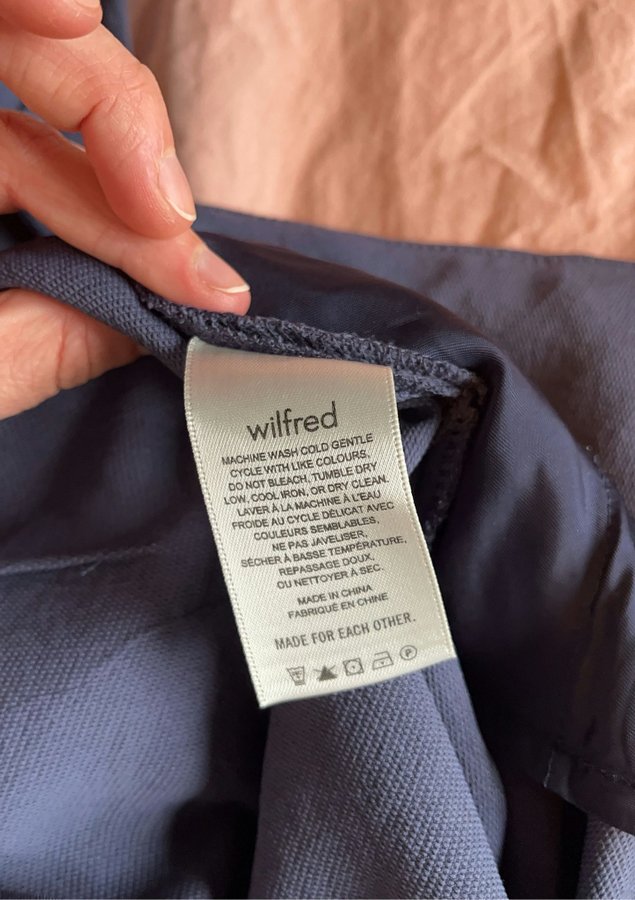 wilfred
MACHINE WASH COLD GENTLE
CYCLE WITH LIKE COLOURS,
DO NOT BLEACH, TUMBLE DRY
LOW, COOL IRON, OR DRY CLEAN.
LAVER À LA MACHINE À L'EAU
FROIDE AU CYCLE DÉLICAT AVEC
COULEURS SEMBLABLES,
NE PAS JAVELISER,
SÉCHER À BASSE TEMPÉRATURE,
REPASSAGE DOUX,
OU NETTOYER À SEC.
MADE IN CHINA
FABRIQUÉ EN CHINE
MADE FOR EACH OTHER.
P